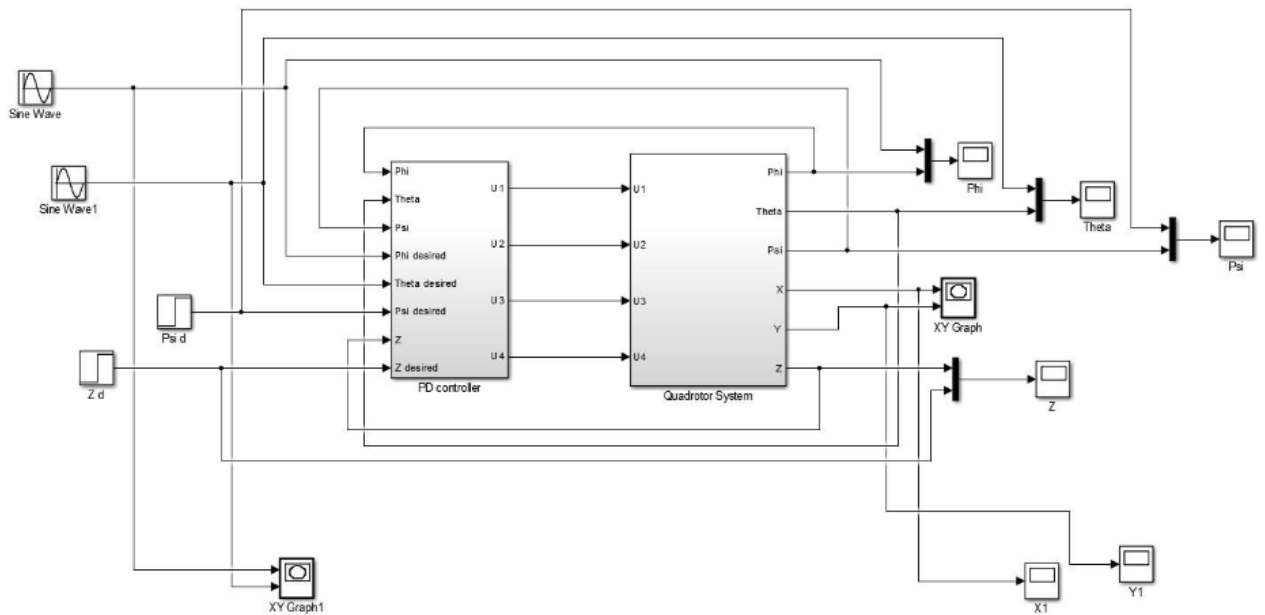 Sine Wave
Sine Wave1
Psi d
Z d
Phi
Theta
Psi
Phi desired
Theta desired
Psi desired
Z
Z desired
U1
U2
U3
U4
PD controller
U1
U2
U3
U4
Phi
Theta
Psi
X
Y
Z
Quadrotor System
Phi
Theta
Psi
XY Graph
Z
XY Graph1
X1
Y1